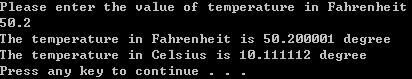 Please enter the value of temperature in Fahrenheit
50.2
The temperature in Fahrenheit is 50.200001 degree
The temperature in Celsius is 10.111112 degree
Press any key to continue . . .